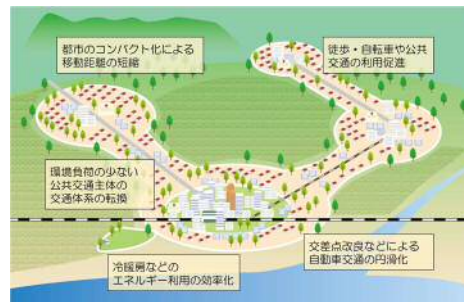 都市のコンパクト化による
移動距離の短縮
徒歩・自転車や公共
交通の利用促進
環境負荷の少ない
公共交通主体の
交通体系の転換
交差点改良などによる
自動車交通の円滑化
冷暖房などの
エネルギー利用の効率化